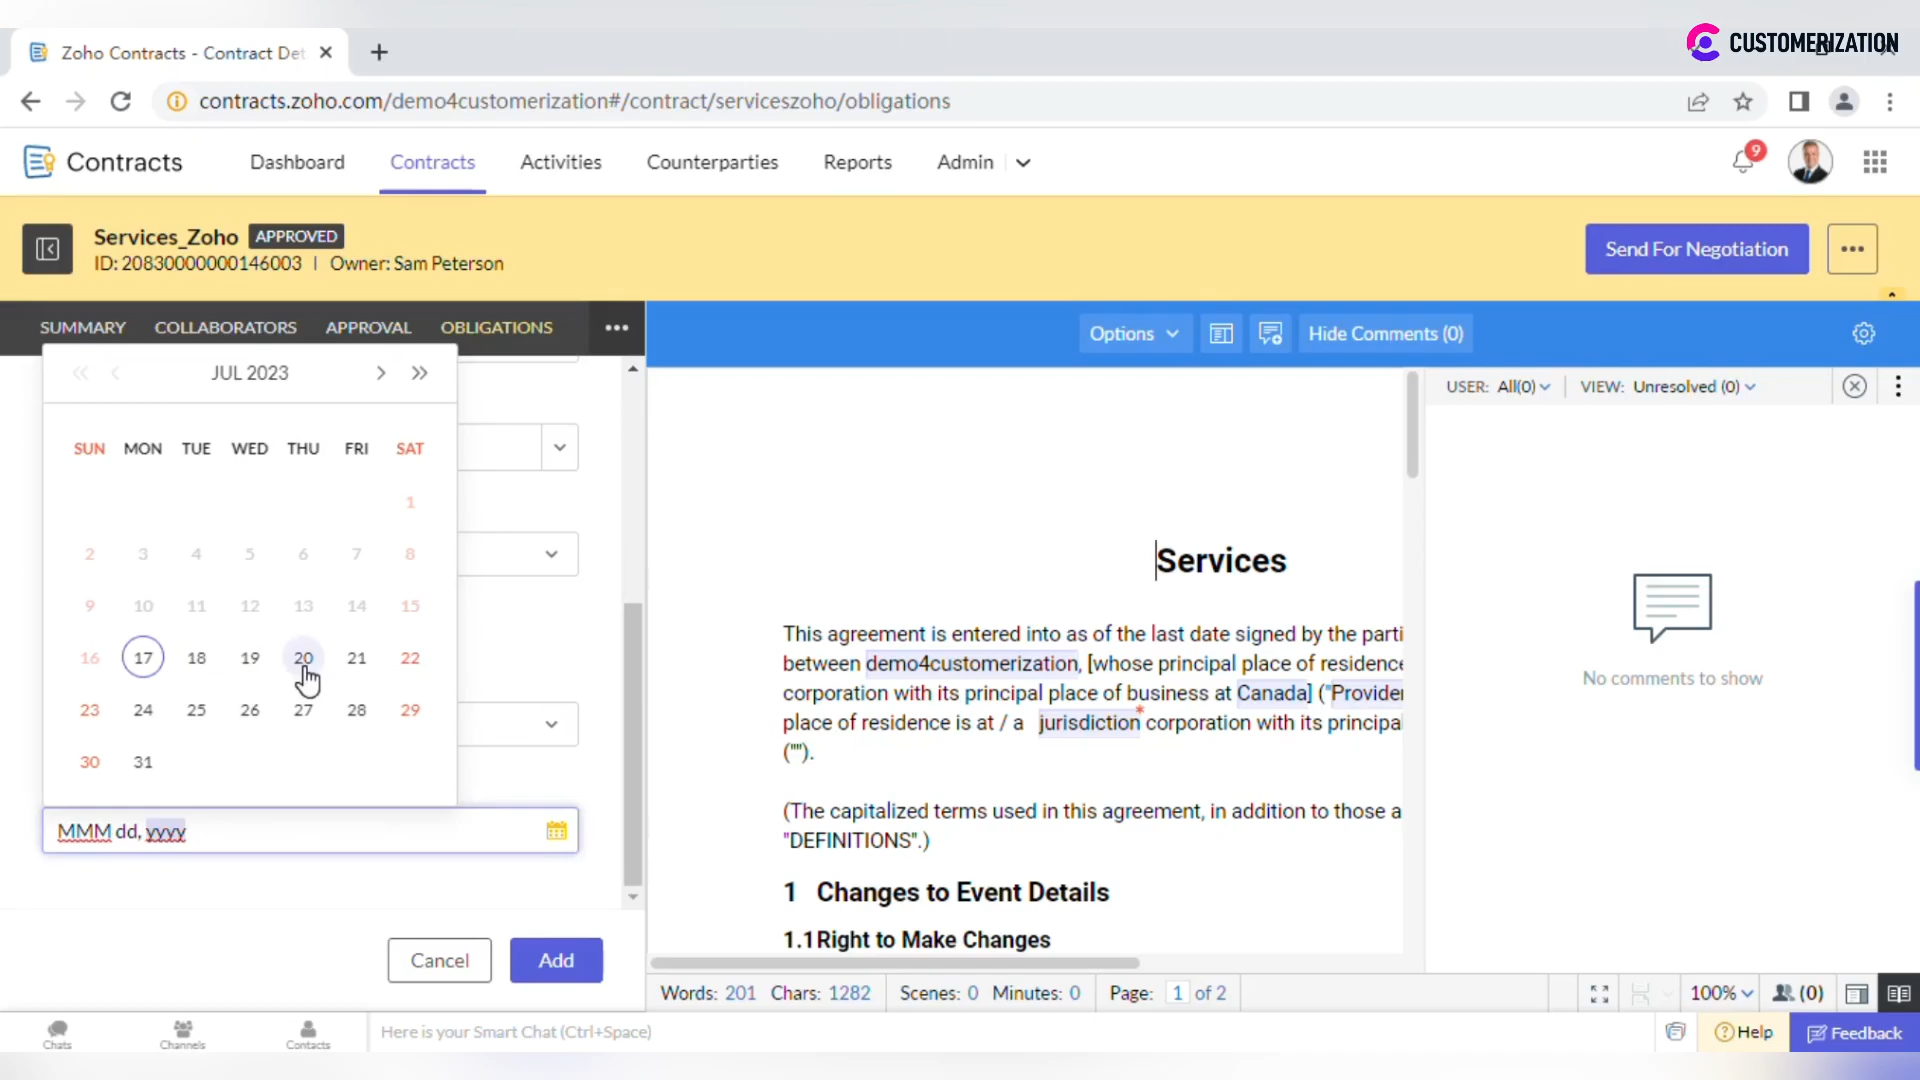 CUSTOMERIZATION
Zoho Contracts - Contract Det
contracts.zoho.com/demo4customerization#/contract/serviceszoho/obligations
Contracts
Dashboard
Contracts
Activities
Counterparties
Reports
Admin
9
Services_Zoho APPROVED
ID: 20830000000146003 | Owner: Sam Peterson
Send For Negotiation
SUMMARY COLLABORATORS APPROVAL OBLIGATIONS
Options
Hide Comments (0)
JUL 2023
SUN MON TUE WED THU FRI SAT
1
2 3 4 5 6 7 8
9 10 11 12 13 14 15
16 17 18 19 20 21 22
23 24 25 26 27 28 29
30 31
MMM dd, yyyy
Cancel
Add
USER: All(0)
VIEW: Unresolved (0)
Services
This agreement is entered into as of the last date signed by the parti
between demo4customerization, [whose principal place of residence
corporation with its principal place of business at Canada] ("Provider
place of residence is at / a jurisdiction* corporation with its principal
("").
(The capitalized terms used in this agreement, in addition to those a
"DEFINITIONS".)
1 Changes to Event Details
1.1Right to Make Changes
No comments to show
Words: 201 Chars: 1282 Scenes: 0 Minutes: 0 Page: 1 of 2
100%
(0)
Chats
Channels
Contacts
Here is your Smart Chat (Ctrl+Space)
Help
Feedback